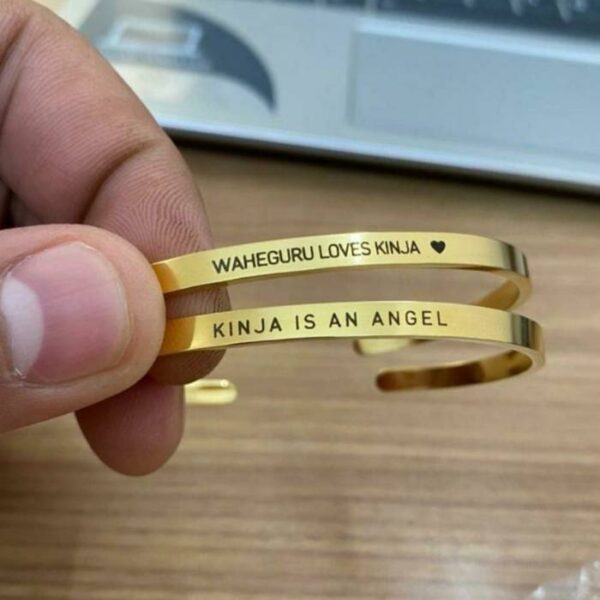 WAHEGURU LOVES KINJA ♥
KINJA IS AN ANGEL